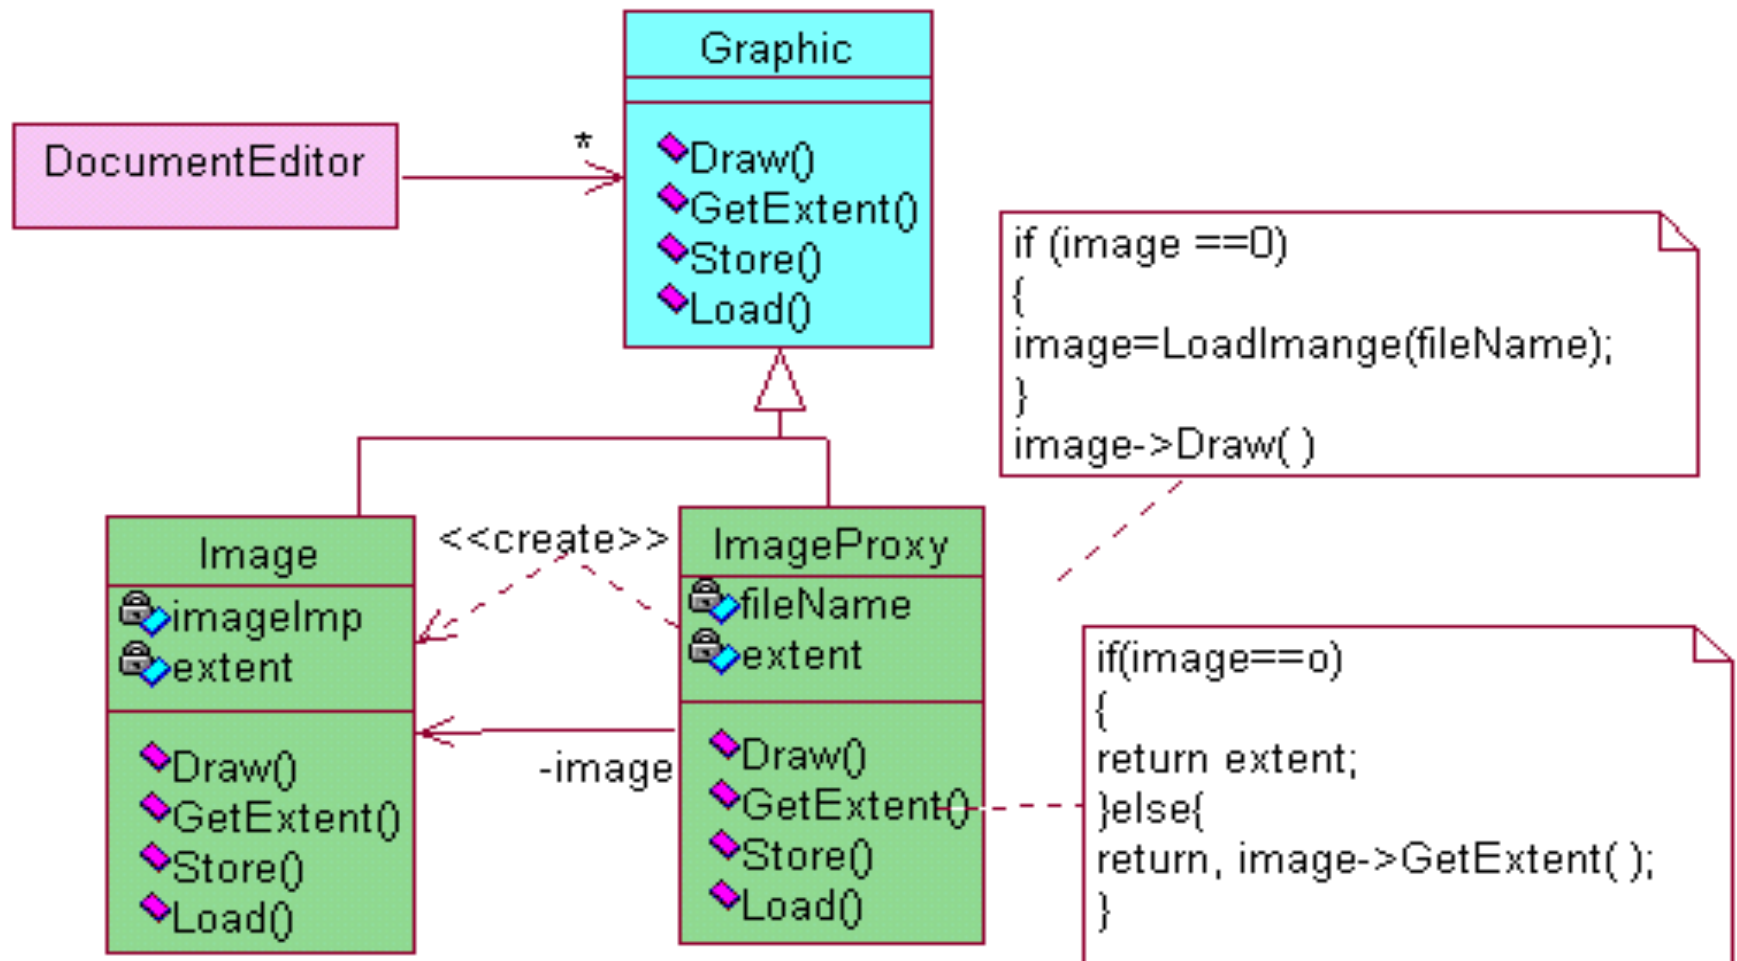 Graphic
Draw()
GetExtent()
Store()
Load()
DocumentEditor
*
if (image ==0)
{
image=LoadImange(fileName);
}
image->Draw( )
Image
imageImp
extent
Draw()
GetExtent()
Store()
Load()
<<create>>
-image
ImageProxy
fileName
extent
Draw()
GetExtent()
Store()
Load()
if(image==o)
{
return extent;
}else{
return, image->GetExtent( );
}